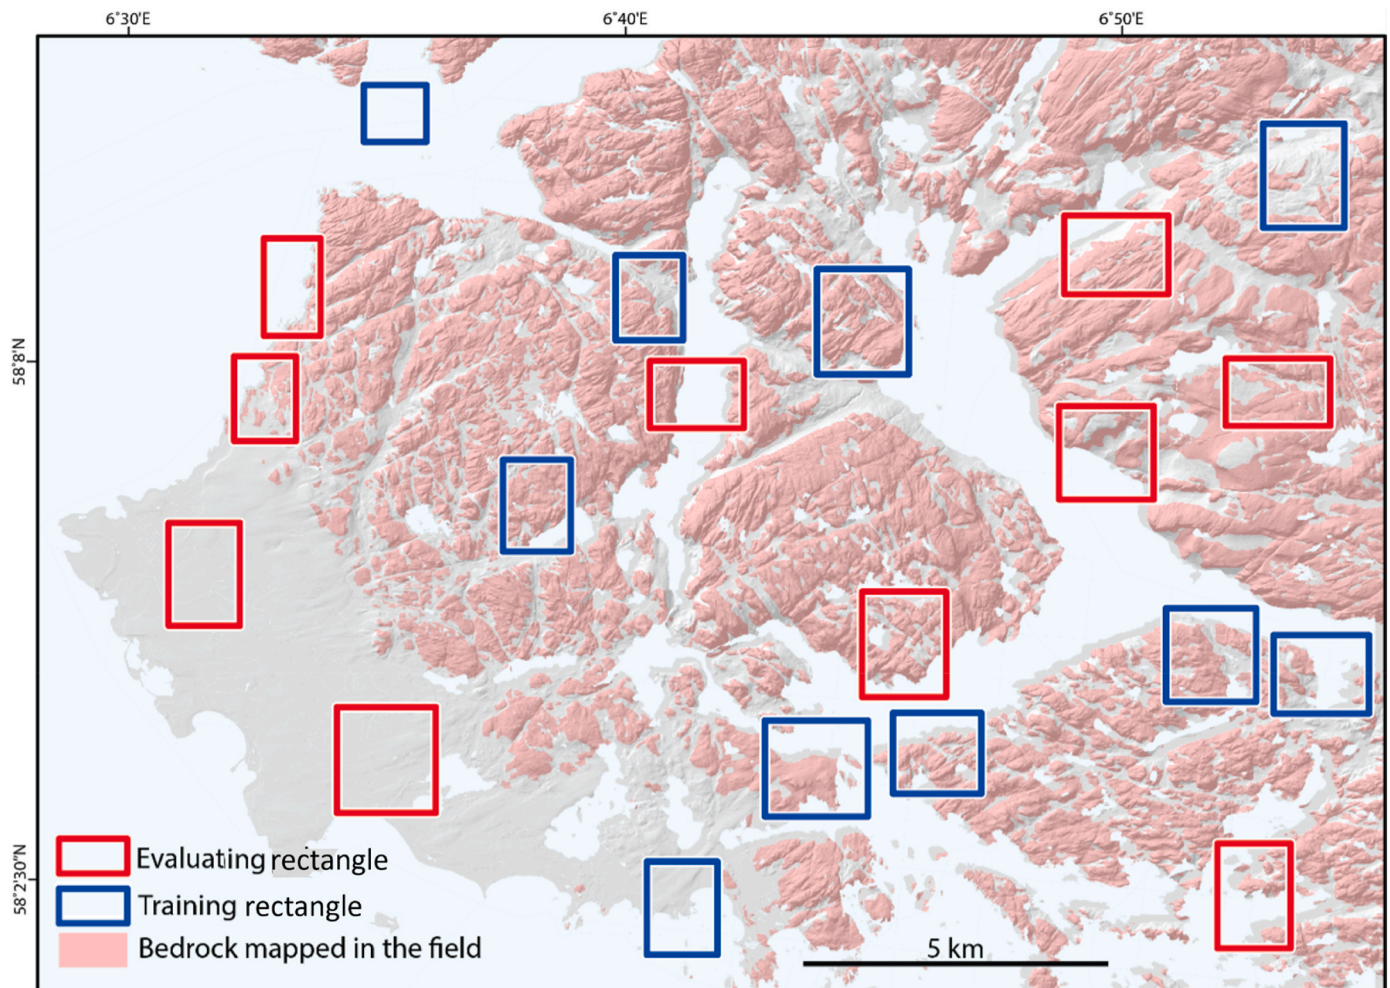 6°30'E 6°40'E 6°50'E
58°8'N
58°2'30"N
Evaluating rectangle
Training rectangle
Bedrock mapped in the field
5 km